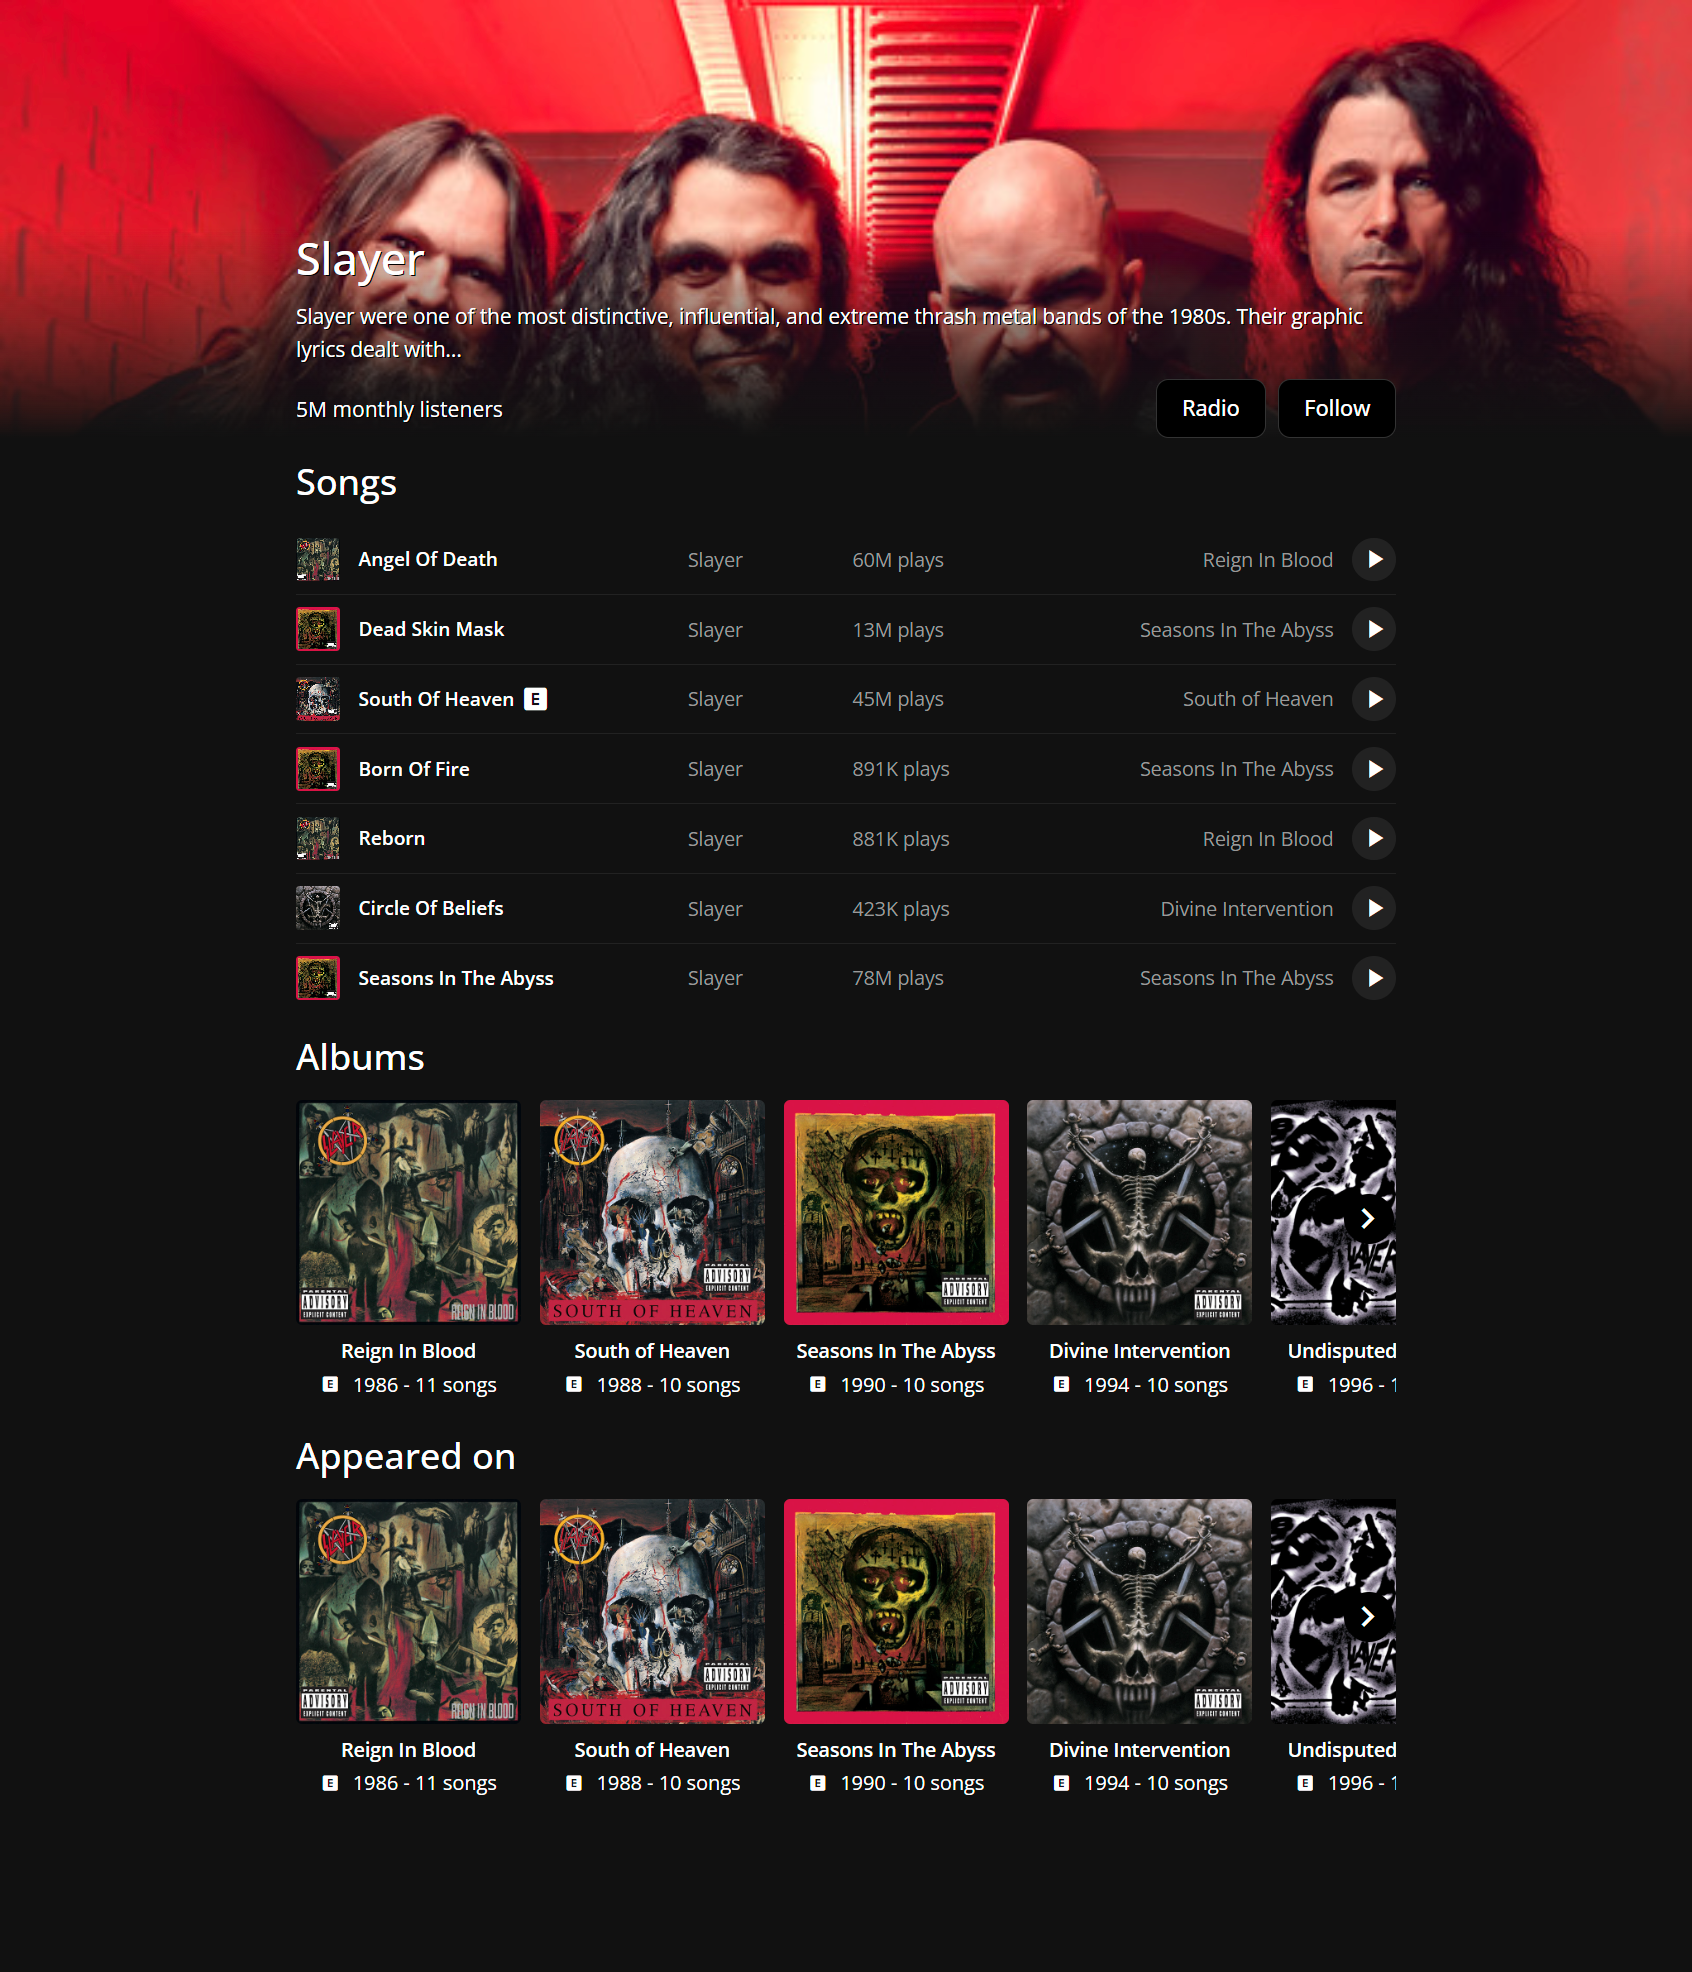 Slayer
Slayer were one of the most distinctive, influential, and extreme thrash metal bands of the 1980s. Their graphic
lyrics dealt with...
5M monthly listeners
Radio Follow
Songs
Angel Of Death Slayer 60M plays Reign In Blood
Dead Skin Mask Slayer 13M plays Seasons In The Abyss
South Of Heaven E Slayer 45M plays South of Heaven
Born Of Fire Slayer 891K plays Seasons In The Abyss
Reborn Slayer 881K plays Reign In Blood
Circle Of Beliefs Slayer 423K plays Divine Intervention
Seasons In The Abyss Slayer 78M plays Seasons In The Abyss
Albums
SLAYER
PARENTAL
ADVISORY
EXPLICIT CONTENT
REIGN IN BLOOD
SLAYER
PARENTAL
ADVISORY
EXPLICIT CONTENT
SOUTH OF HEAVEN
PARENTAL
ADVISORY
EXPLICIT CONTENT
PARENTAL
ADVISORY
EXPLICIT CONTENT
SLAYER
Reign In Blood South of Heaven Seasons In The Abyss Divine Intervention Undisputed
E 1986 - 11 songs E 1988 - 10 songs E 1990 - 10 songs E 1994 - 10 songs E 1996 - 1
Appeared on
SLAYER
PARENTAL
ADVISORY
EXPLICIT CONTENT
REIGN IN BLOOD
SLAYER
PARENTAL
ADVISORY
EXPLICIT CONTENT
SOUTH OF HEAVEN
PARENTAL
ADVISORY
EXPLICIT CONTENT
PARENTAL
ADVISORY
EXPLICIT CONTENT
SLAYER
Reign In Blood South of Heaven Seasons In The Abyss Divine Intervention Undisputed
E 1986 - 11 songs E 1988 - 10 songs E 1990 - 10 songs E 1994 - 10 songs E 1996 - 1